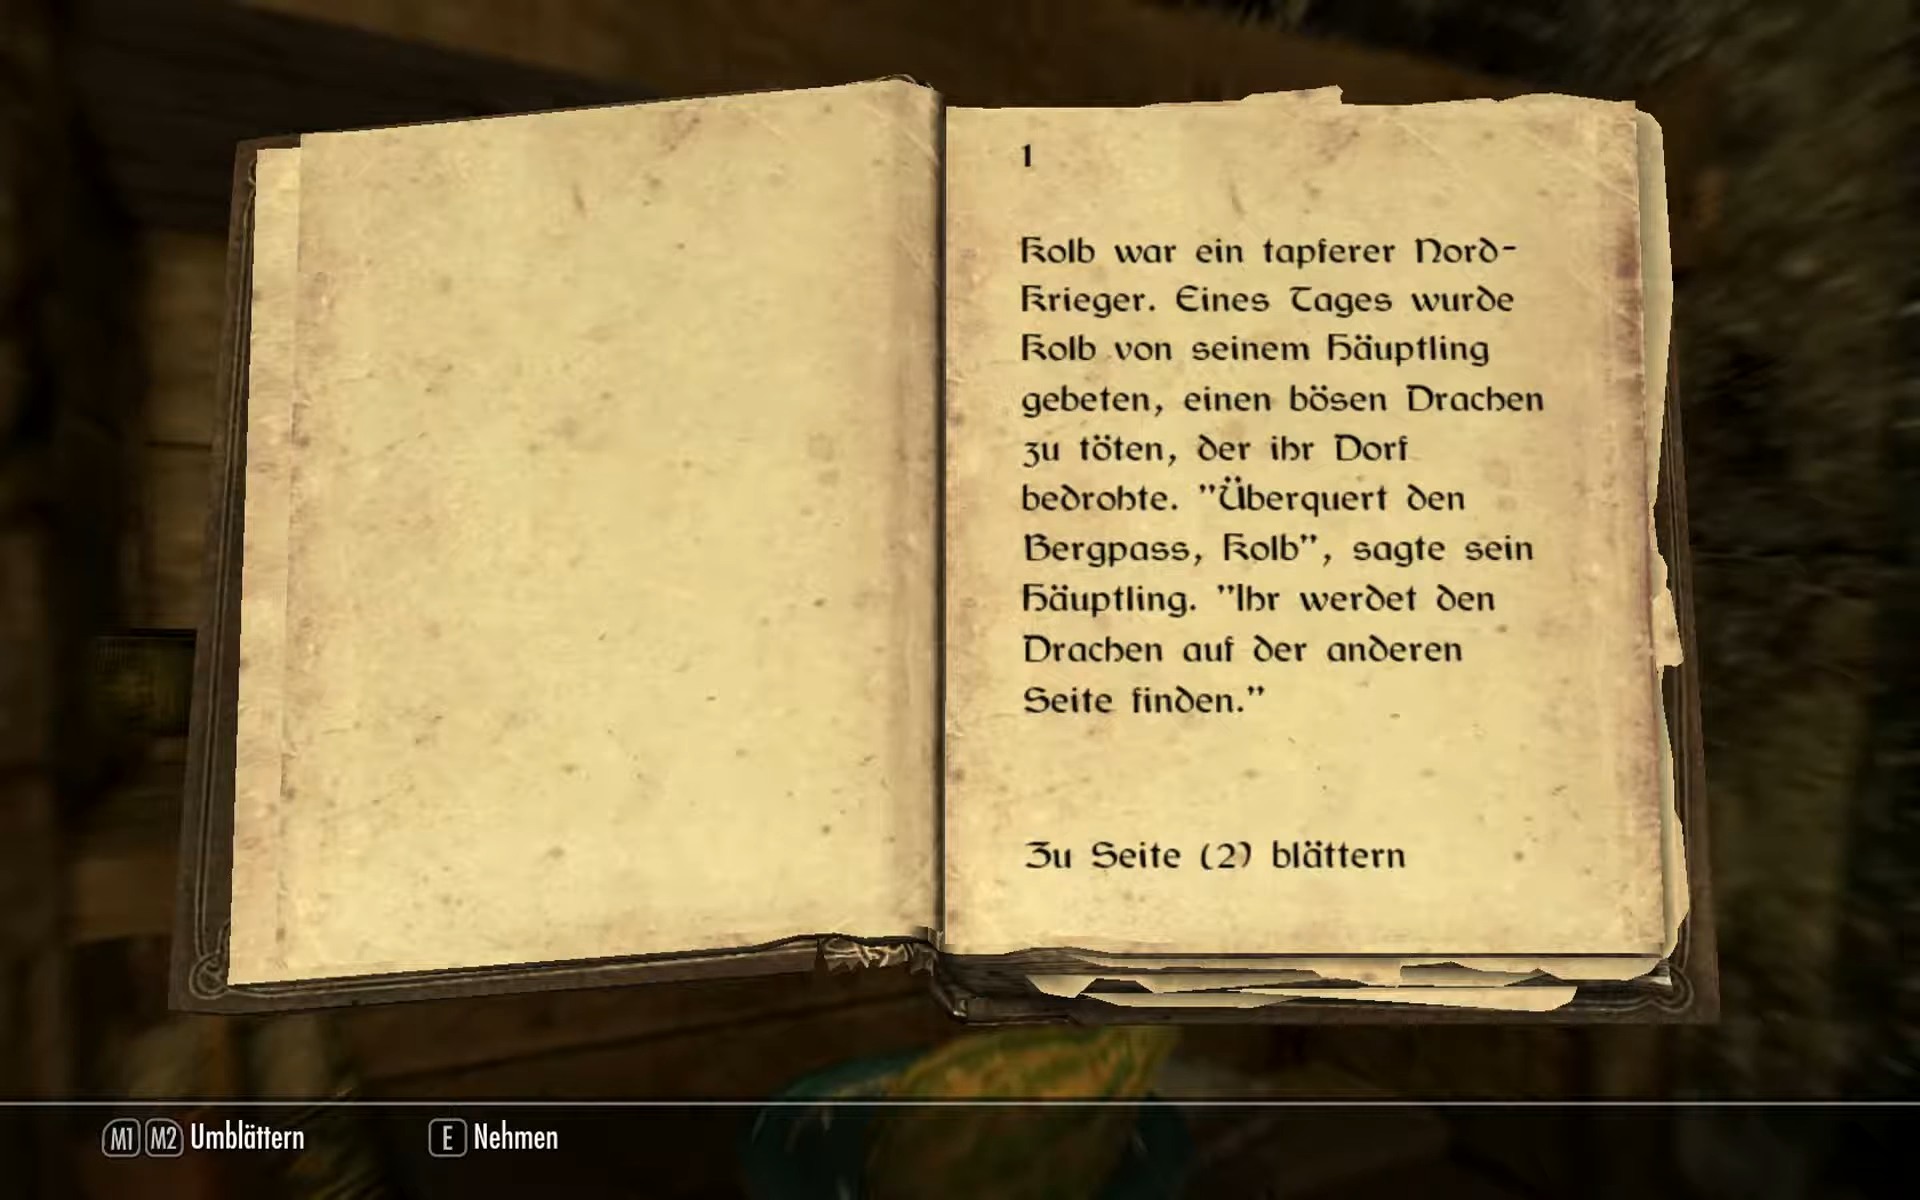 1
Kolb war ein tapferer Nord-
Krieger. Eines Tages wurde
Kolb von seinem Häuptling
gebeten, einen bösen Drachen
zu töten, der ihr Dorf
bedrohte. "Überquert den
Bergpass, Kolb", sagte sein
Häuptling. "Ihr werdet den
Drachen auf der anderen
Seite finden."
Zu Seite (2) blättern
M1 M2 Umblättern
E Nehmen